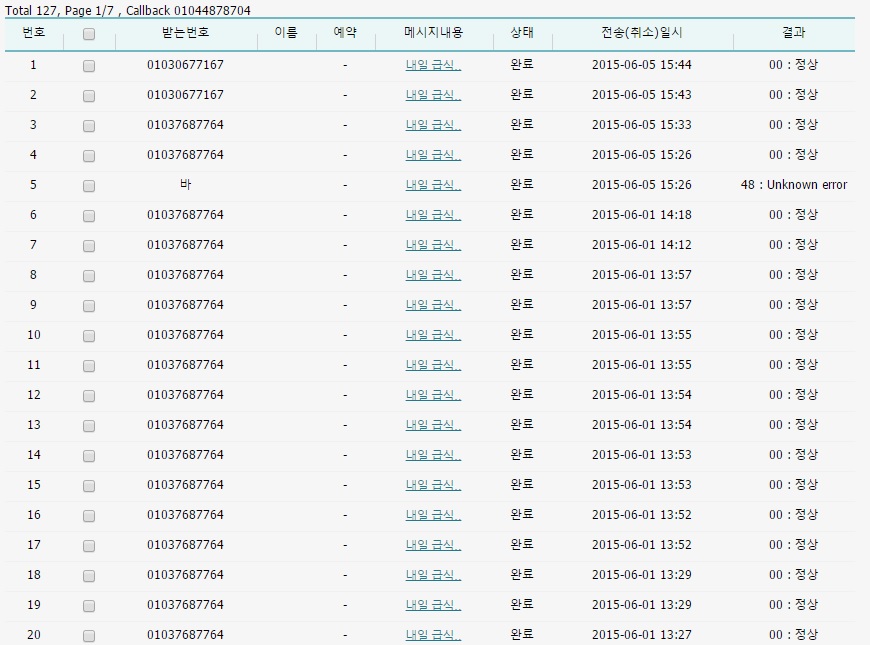 Total 127, Page 1/7 , Callback 01044878704
번호 받는번호 이름 예약 메시지내용 상태 전송(취소)일시 결과
1 01030677167 - 내일 급식.. 완료 2015-06-05 15:44 00 : 정상
2 01030677167 - 내일 급식.. 완료 2015-06-05 15:43 00 : 정상
3 01037687764 - 내일 급식.. 완료 2015-06-05 15:33 00 : 정상
4 01037687764 - 내일 급식.. 완료 2015-06-05 15:26 00 : 정상
5 바 - 내일 급식.. 완료 2015-06-05 15:26 48 : Unknown error
6 01037687764 - 내일 급식.. 완료 2015-06-01 14:18 00 : 정상
7 01037687764 - 내일 급식.. 완료 2015-06-01 14:12 00 : 정상
8 01037687764 - 내일 급식.. 완료 2015-06-01 13:57 00 : 정상
9 01037687764 - 내일 급식.. 완료 2015-06-01 13:57 00 : 정상
10 01037687764 - 내일 급식.. 완료 2015-06-01 13:55 00 : 정상
11 01037687764 - 내일 급식.. 완료 2015-06-01 13:55 00 : 정상
12 01037687764 - 내일 급식.. 완료 2015-06-01 13:54 00 : 정상
13 01037687764 - 내일 급식.. 완료 2015-06-01 13:54 00 : 정상
14 01037687764 - 내일 급식.. 완료 2015-06-01 13:53 00 : 정상
15 01037687764 - 내일 급식.. 완료 2015-06-01 13:53 00 : 정상
16 01037687764 - 내일 급식.. 완료 2015-06-01 13:52 00 : 정상
17 01037687764 - 내일 급식.. 완료 2015-06-01 13:52 00 : 정상
18 01037687764 - 내일 급식.. 완료 2015-06-01 13:29 00 : 정상
19 01037687764 - 내일 급식.. 완료 2015-06-01 13:29 00 : 정상
20 01037687764 - 내일 급식.. 완료 2015-06-01 13:27 00 : 정상